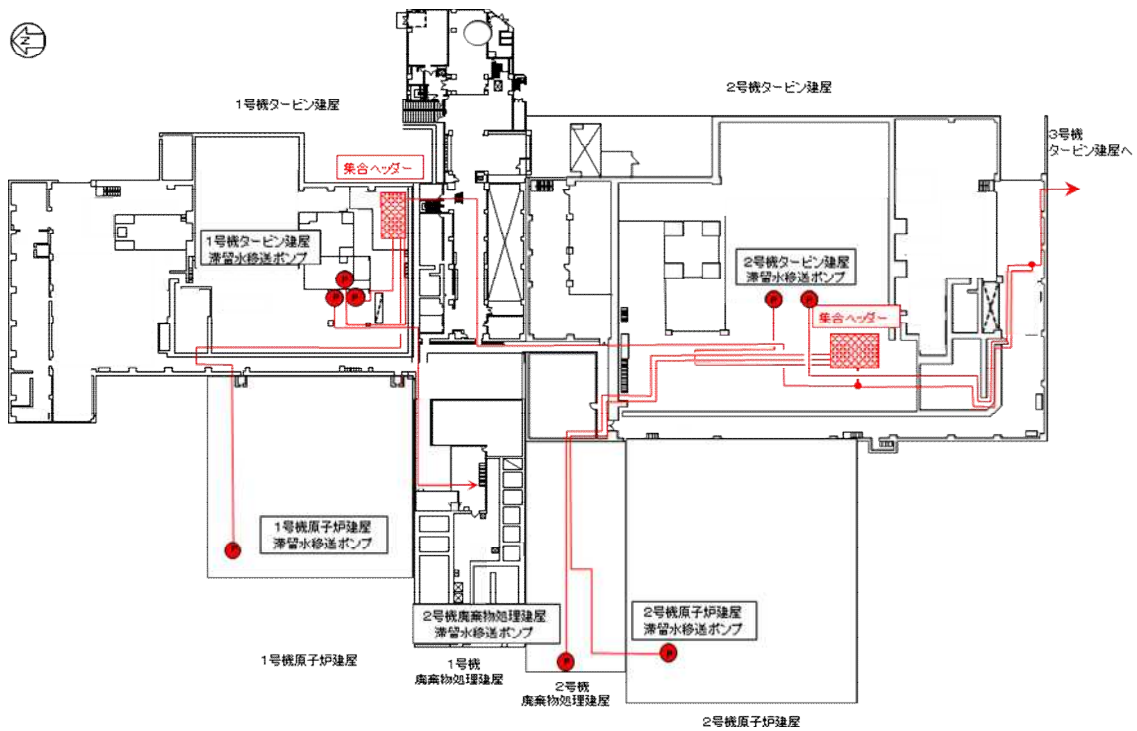 N
1号機タービン建屋
2号機タービン建屋
3号機
タービン建屋へ
集合ヘッダー
1号機タービン建屋
滞留水移送ポンプ
P
P
P
2号機タービン建屋
滞留水移送ポンプ
P
P
集合ヘッダー
1号機原子炉建屋
滞留水移送ポンプ
P
2号機廃棄物処理建屋
滞留水移送ポンプ
P
2号機原子炉建屋
滞留水移送ポンプ
P
1号機原子炉建屋
1号機
廃棄物処理建屋
2号機
廃棄物処理建屋
2号機原子炉建屋